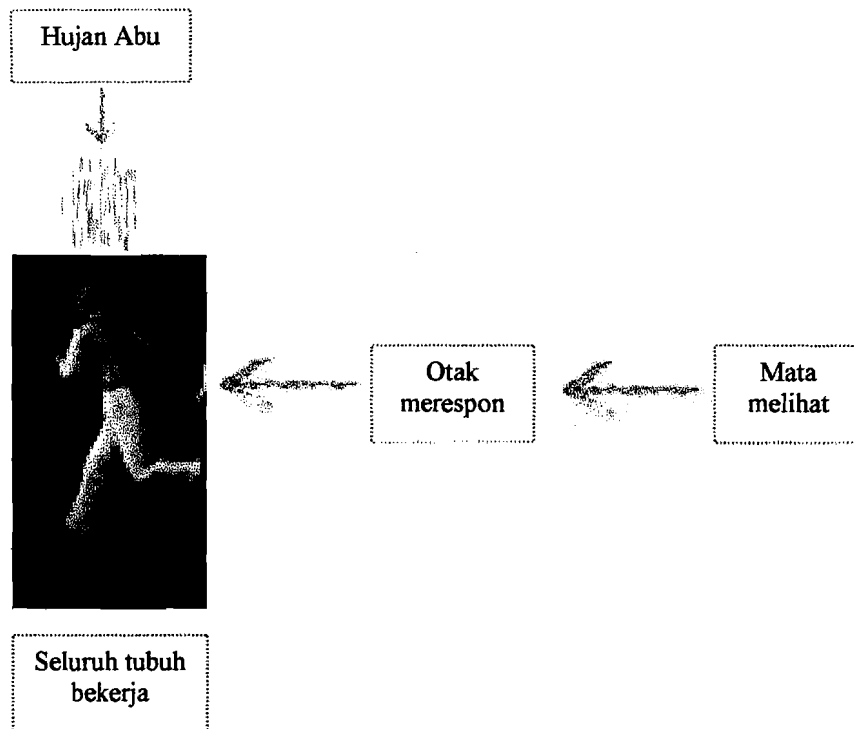 Hujan Abu
Otak
merespon
Mata
melihat
Seluruh tubuh
bekerja